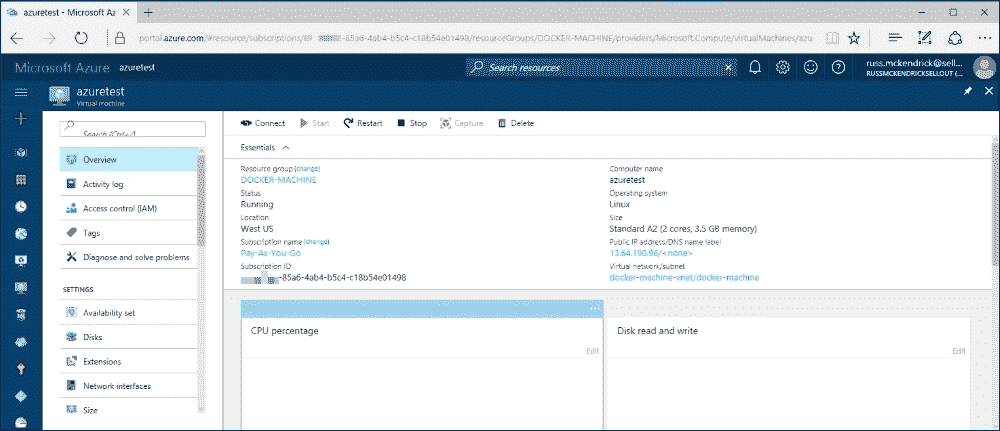 azuretest - Microsoft Az
portal.azure.com/#resource/subscriptions/89 -85a6-4ab4-b5c4-c18b54e01498/resourceGroups/DOCKER-MACHINE/providers/Microsoft.Compute/virtualMachines/azu
Microsoft Azure azuretest
Search resources
russ.mckendrick@sell...
RUSSMCKENDRICKSELLOUT (...
azuretest
Virtual machine
Search (Ctrl+/)
Overview
Activity log
Access control (IAM)
Tags
Diagnose and solve problems
SETTINGS
Availability set
Disks
Extensions
Network interfaces
Size
Connect Start Restart Stop Capture Delete
Essentials
Resource group (change)
DOCKER-MACHINE
Status
Running
Location
West US
Subscription name (change)
Pay-As-You-Go
Subscription ID
-85a6-4ab4-b5c4-c18b54e01498
Computer name
azuretest
Operating system
Linux
Size
Standard A2 (2 cores, 3.5 GB memory)
Public IP address/DNS name label
13.64.190.96/<none>
Virtual network/subnet
docker-machine-vnet/docker-machine
CPU percentage
Edit
Disk read and write
Edit